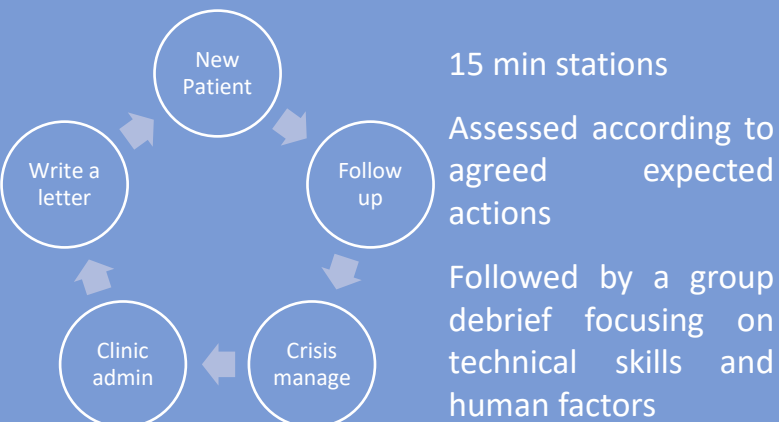 New
Patient
Follow
up
Crisis
manage
Clinic
admin
Write a
letter
15 min stations
Assessed according to
agreed expected
actions
Followed by a group
debrief focusing on
technical skills and
human factors